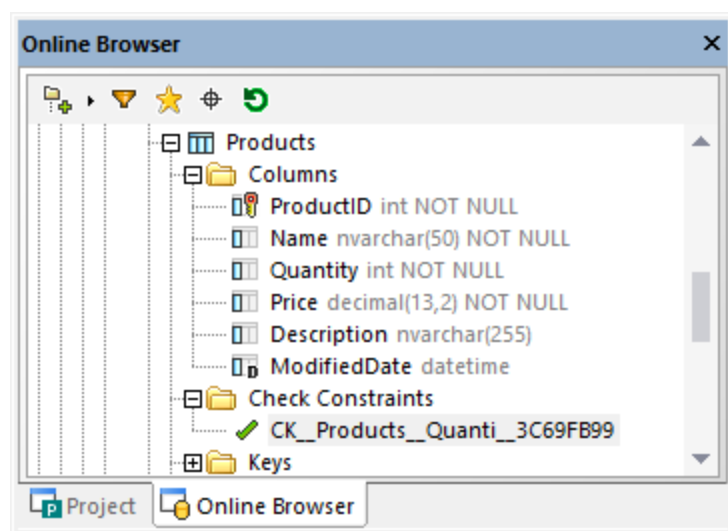 Online Browser
Products
Columns
ProductID int NOT NULL
Name nvarchar(50) NOT NULL
Quantity int NOT NULL
Price decimal(13,2) NOT NULL
Description nvarchar(255)
ModifiedDate datetime
Check Constraints
CK__Products__Quanti__3C69FB99
Keys
Project Online Browser